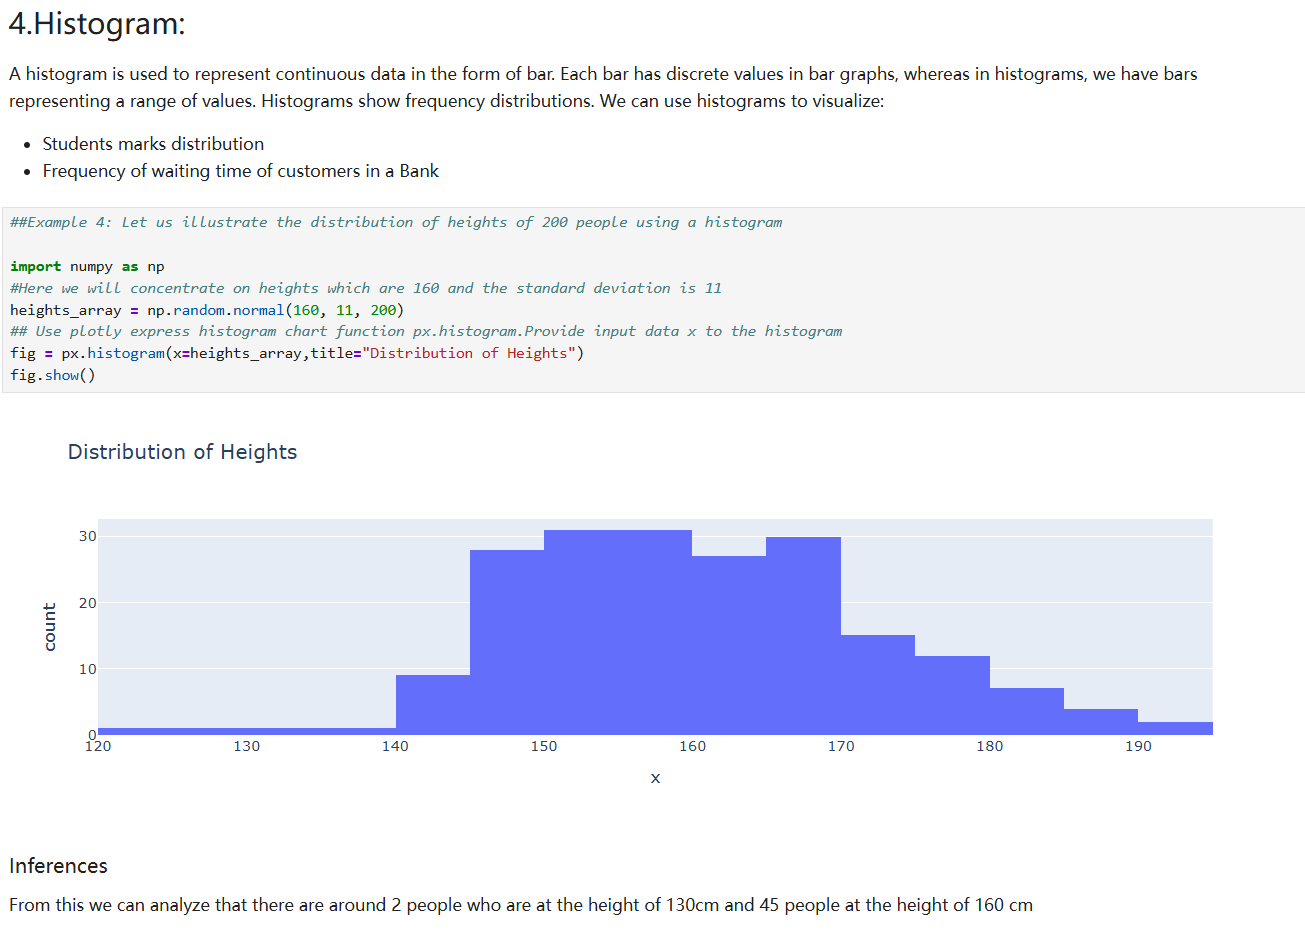 4.Histogram:
A histogram is used to represent continuous data in the form of bar. Each bar has discrete values in bar graphs, whereas in histograms, we have bars
representing a range of values. Histograms show frequency distributions. We can use histograms to visualize:
• Students marks distribution
• Frequency of waiting time of customers in a Bank
##Example 4: Let us illustrate the distribution of heights of 200 people using a histogram
import numpy as np
#Here we will concentrate on heights which are 160 and the standard deviation is 11
heights_array = np.random.normal(160, 11, 200)
## Use plotly express histogram chart function px.histogram.Provide input data x to the histogram
fig = px.histogram(x=heights_array,title="Distribution of Heights")
fig.show()
Distribution of Heights
30
20
10
0
count
120 130 140 150 160 170 180 190
x
Inferences
From this we can analyze that there are around 2 people who are at the height of 130cm and 45 people at the height of 160 cm